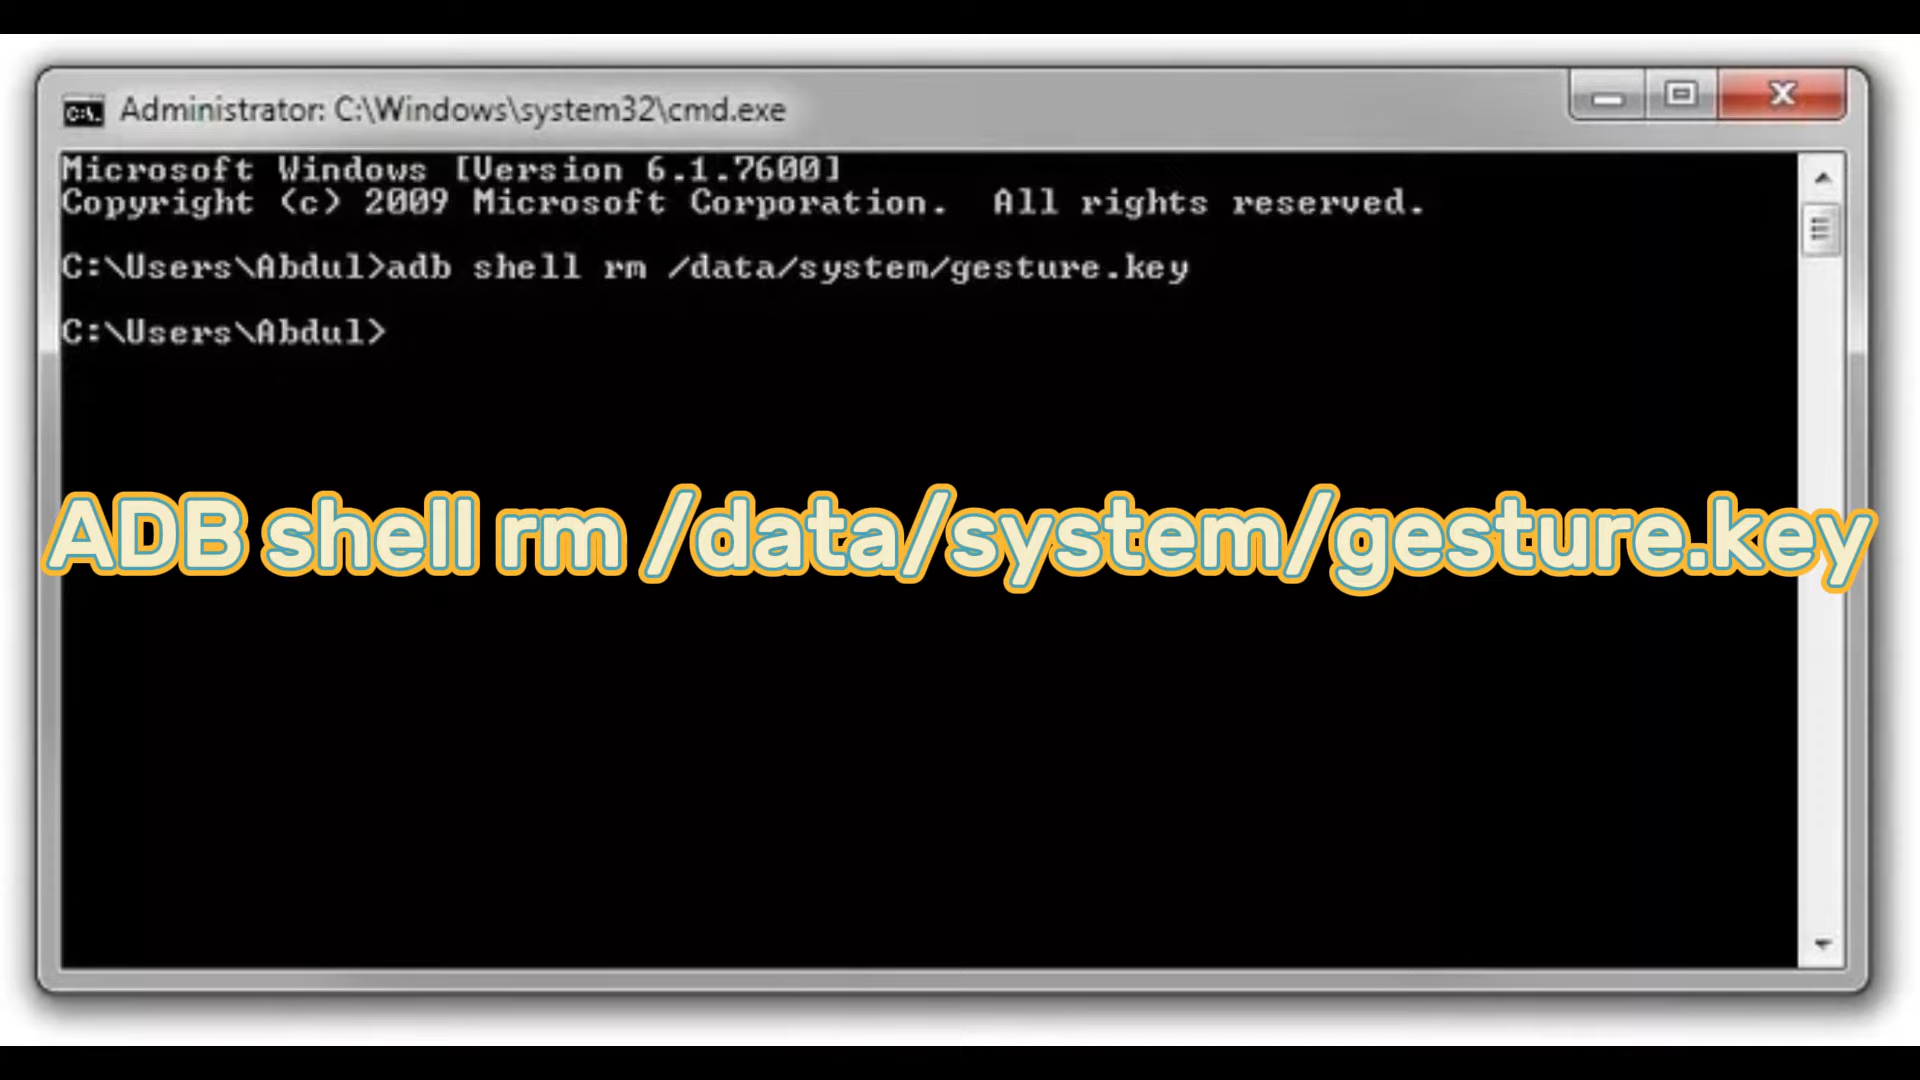 Administrator: C:\Windows\system32\cmd.exe
Microsoft Windows [Version 6.1.7600]
Copyright (c) 2009 Microsoft Corporation.  All rights reserved.
C:\Users\Abdul>adb shell rm /data/system/gesture.key
C:\Users\Abdul>
ADB shell rm /data/system/gesture.key